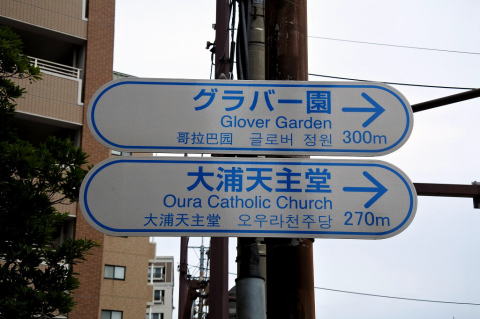 グラバー園
Glover Garden
哥拉巴园 글로버 정원 300m
大浦天主堂
Oura Catholic Church
大浦天主堂 오우라천주당 270m